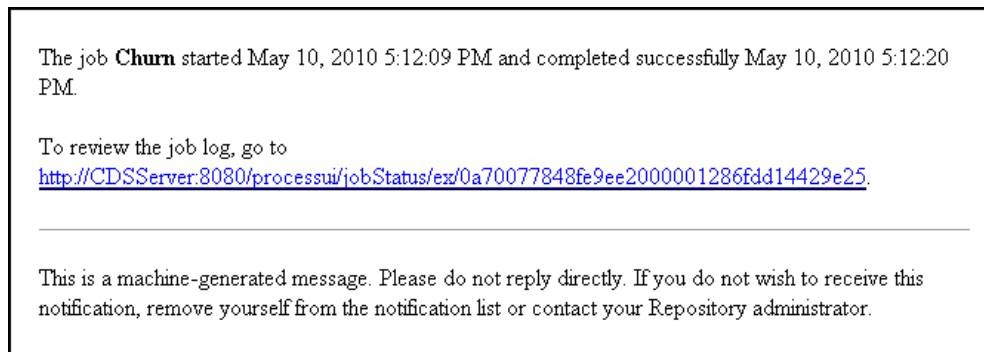 The job Churn started May 10, 2010 5:12:09 PM and completed successfully May 10, 2010 5:12:20
PM.
To review the job log, go to
http://CDSServer:8080/processui/jobStatus/ex/0a70077848fe9ee2000001286fdd14429e25.
This is a machine-generated message. Please do not reply directly. If you do not wish to receive this
notification, remove yourself from the notification list or contact your Repository administrator.